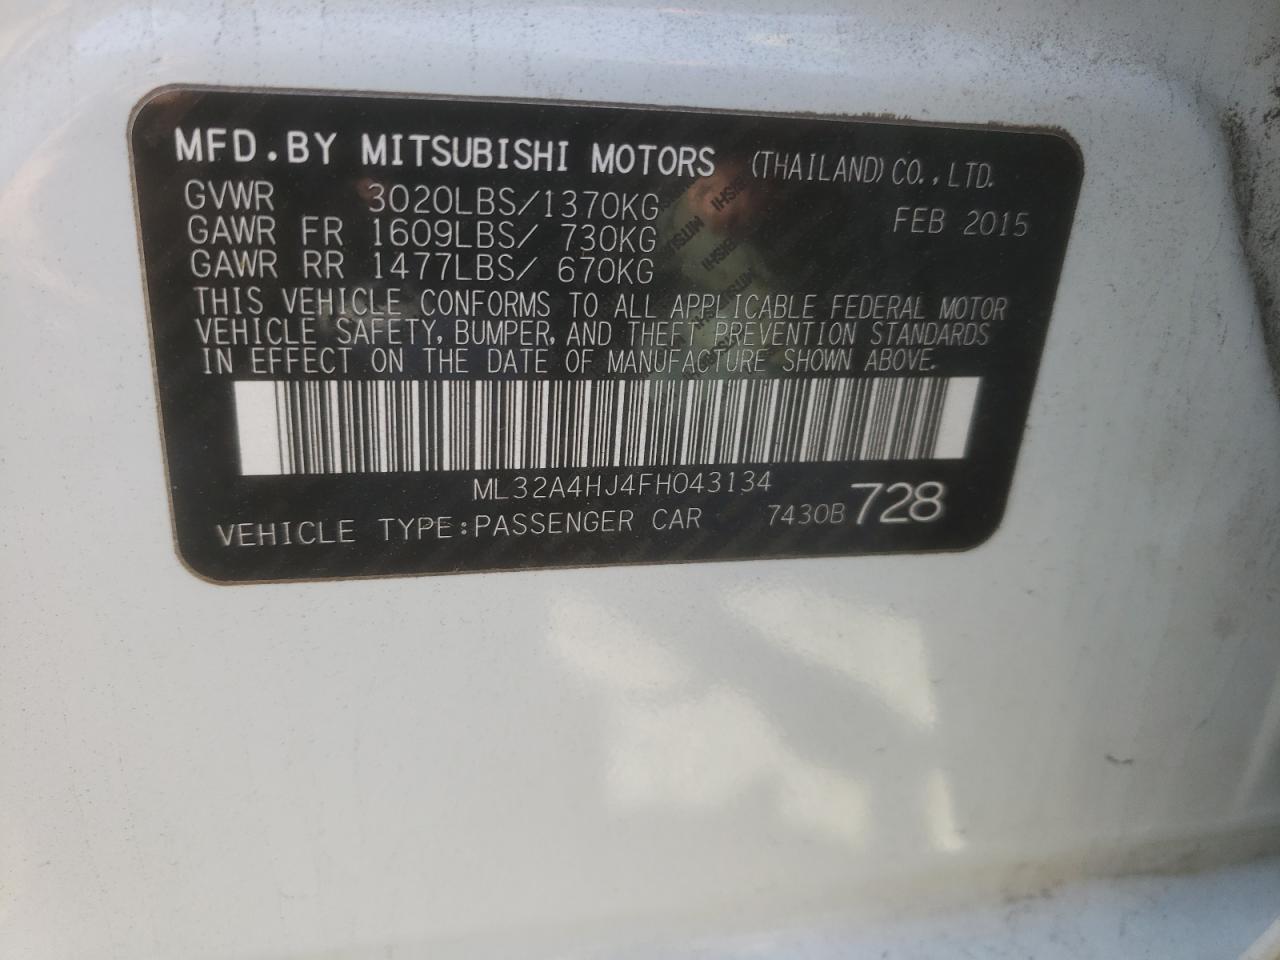 MFD.BY MITSUBISHI MOTORS (THAILAND) CO.,LTD.
GVWR 3020LBS/1370KG FEB 2015
GAWR FR 1609LBS/ 730KG
GAWR RR 1477LBS/ 670KG
THIS VEHICLE CONFORMS TO ALL APPLICABLE FEDERAL MOTOR
VEHICLE SAFETY, BUMPER, AND THEFT PREVENTION STANDARDS
IN EFFECT ON THE DATE OF MANUFACTURE SHOWN ABOVE.
ML32A4HJ4FH043134
VEHICLE TYPE:PASSENGER CAR 7430B 728